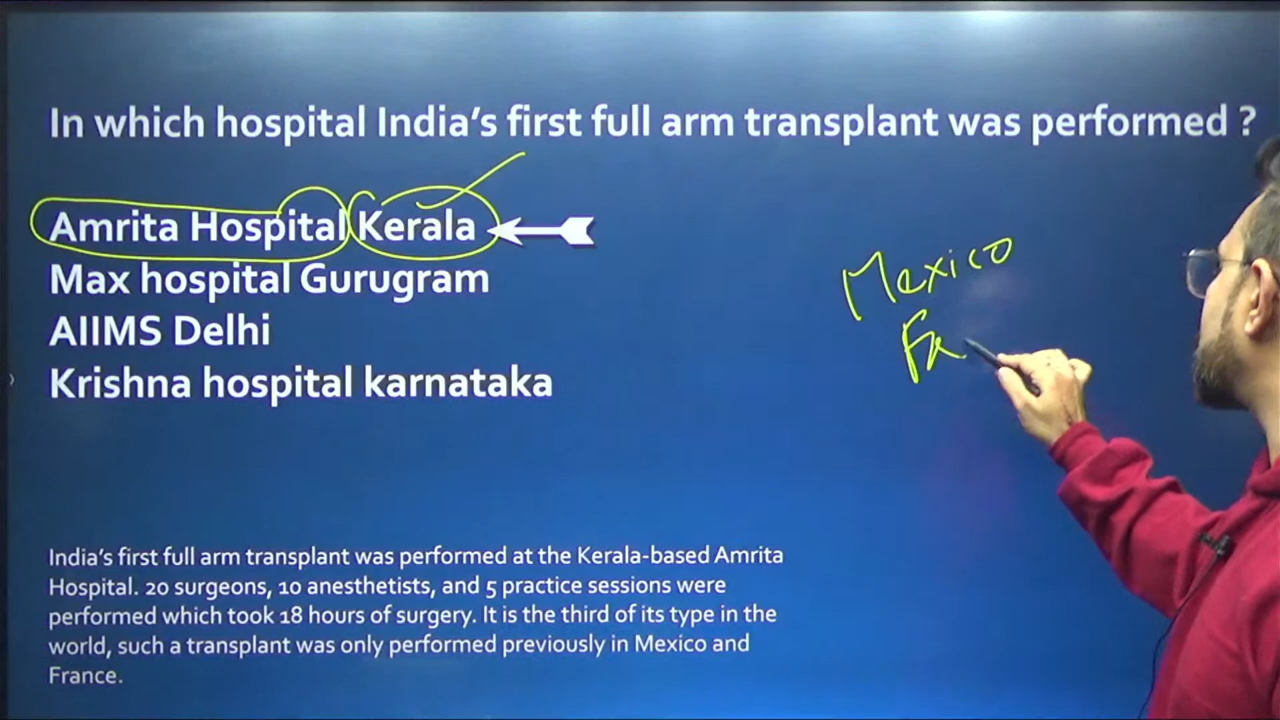 In which hospital India's first full arm transplant was performed ?
Amrita Hospital Kerala
Max hospital Gurugram
AIIMS Delhi
Krishna hospital karnataka
Mexico
Fa
India's first full arm transplant was performed at the Kerala-based Amrita
Hospital. 20 surgeons, 10 anesthetists, and 5 practice sessions were
performed which took 18 hours of surgery. It is the third of its type in the
world, such a transplant was only performed previously in Mexico and
France.